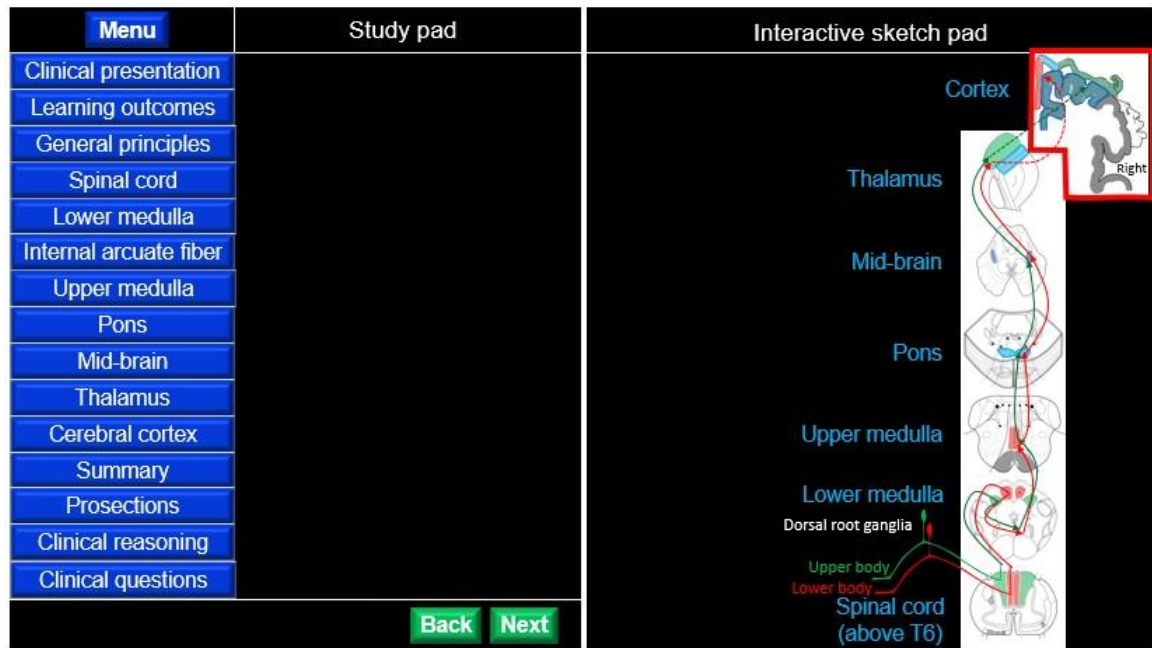 Menu
Study pad
Interactive sketch pad
Clinical presentation
Learning outcomes
General principles
Spinal cord
Lower medulla
Internal arcuate fiber
Upper medulla
Pons
Mid-brain
Thalamus
Cerebral cortex
Summary
Prosections
Clinical reasoning
Clinical questions
Back
Next
Cortex
Right
Thalamus
Mid-brain
Pons
Upper medulla
Lower medulla
Dorsal root ganglia
Upper body
Lower body
Spinal cord
(above T6)